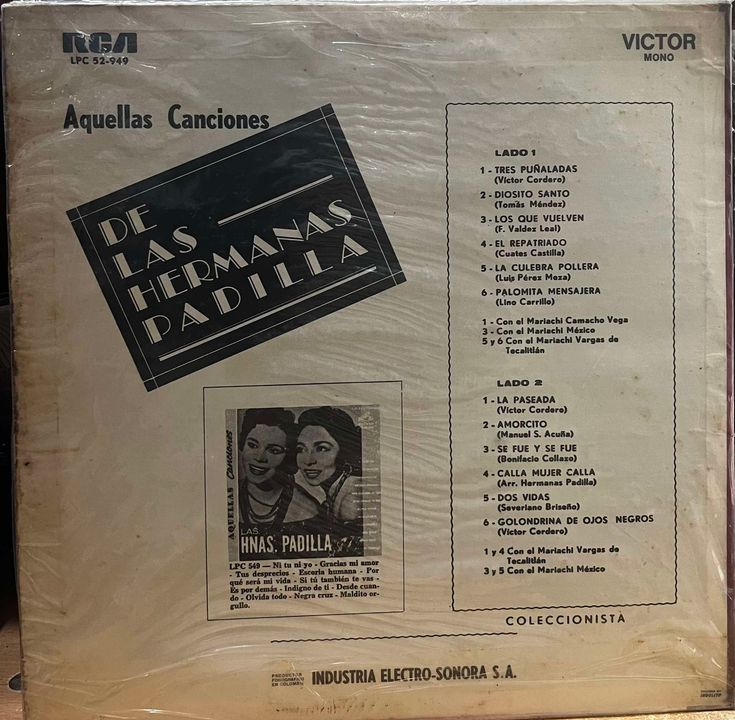 RCA
LPC 52-949
VICTOR
MONO
Aquellas Canciones
DE
LAS
HERMANAS
PADILLA
LADO 1
1 - TRES PUÑALADAS
(Víctor Cordero)
2 - DIOSITO SANTO
(Tomás Méndez)
3 - LOS QUE VUELVEN
(F. Valdez Leal)
4 - EL REPATRIADO
(Cuates Castilla)
5 - LA CULEBRA POLLERA
(Luis Pérez Meza)
6 - PALOMITA MENSAJERA
(Lino Carrillo)
1 - Con el Mariachi Camacho Vega
3 - Con el Mariachi México
5 y 6 Con el Mariachi Vargas de
Tecalitlán
LADO 2
1 - LA PASEADA
(Víctor Cordero)
2 - AMORCITO
(Manuel S. Acuña)
3 - SE FUE Y SE FUE
(Bonifacio Collazo)
4 - CALLA MUJER CALLA
(Arr. Hermanas Padilla)
5 - DOS VIDAS
(Severiano Briseño)
6 - GOLONDRINA DE OJOS NEGROS
(Víctor Cordero)
1 y 4 Con el Mariachi Vargas de
Tecalitlán
3 y 5 Con el Mariachi México
AQUELLAS Canciones
LAS
HNAS. PADILLA
LPC 549 — Ni tu ni yo - Gracias mi amor
- Tus desprecios - Escoria humana - Por
qué será mi vida - Si tú también te vas -
Es por demás - Indigno de ti - Desde cuan-
do - Olvida todo - Negra cruz - Maldito or-
gullo.
COLECCIONISTA
PRODUCTOR
FONOGRAFICO
EN COLOMBIA
INDUSTRIA ELECTRO-SONORA S.A.